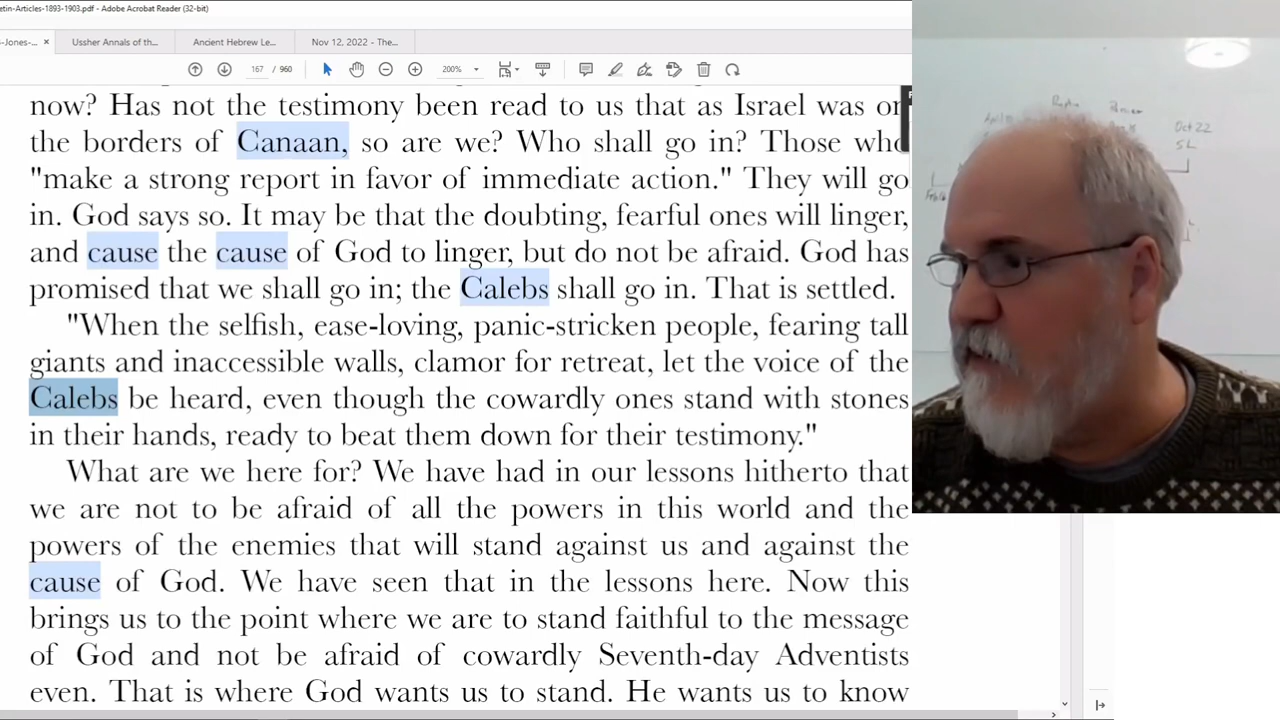 etin-Articles-1893-1903.pdf - Adobe Acrobat Reader (32-bit)
-Jones-... × Ussher Annals of th... Ancient Hebrew Le... Nov 12, 2022 - The...
167 / 960 200%
now? Has not the testimony been read to us that as Israel was on
the borders of Canaan, so are we? Who shall go in? Those who
"make a strong report in favor of immediate action." They will go
in. God says so. It may be that the doubting, fearful ones will linger,
and cause the cause of God to linger, but do not be afraid. God has
promised that we shall go in; the Calebs shall go in. That is settled.
"When the selfish, ease-loving, panic-stricken people, fearing tall
giants and inaccessible walls, clamor for retreat, let the voice of the
Calebs be heard, even though the cowardly ones stand with stones
in their hands, ready to beat them down for their testimony."
What are we here for? We have had in our lessons hitherto that
we are not to be afraid of all the powers in this world and the
powers of the enemies that will stand against us and against the
cause of God. We have seen that in the lessons here. Now this
brings us to the point where we are to stand faithful to the message
of God and not be afraid of cowardly Seventh-day Adventists
even. That is where God wants us to stand. He wants us to know
Oct 22
SL